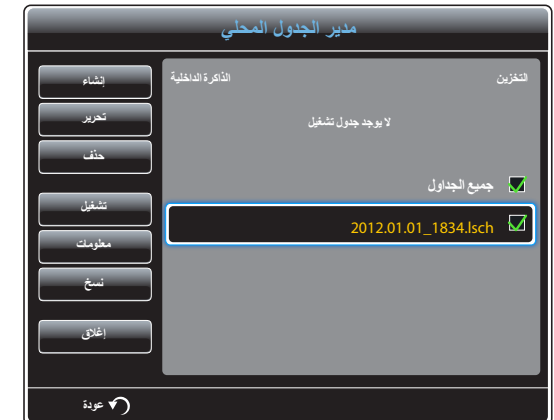 مدير الجدول المحلي
التخزين
الذاكرة الداخلية
لا يوجد جدول تشغيل
جميع الجداول
2012.01.01_1834.lsch
إنشاء
تحرير
حذف
تشغيل
معلومات
نسخ
إغلاق
عودة